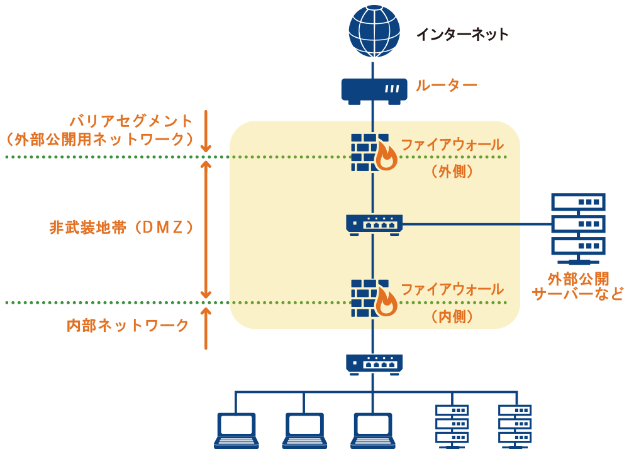 インターネット
ルーター
バリアセグメント
（外部公開用ネットワーク）
ファイアウォール
（外側）
非武装地帯（ＤＭＺ）
外部公開
サーバーなど
ファイアウォール
（内側）
内部ネットワーク